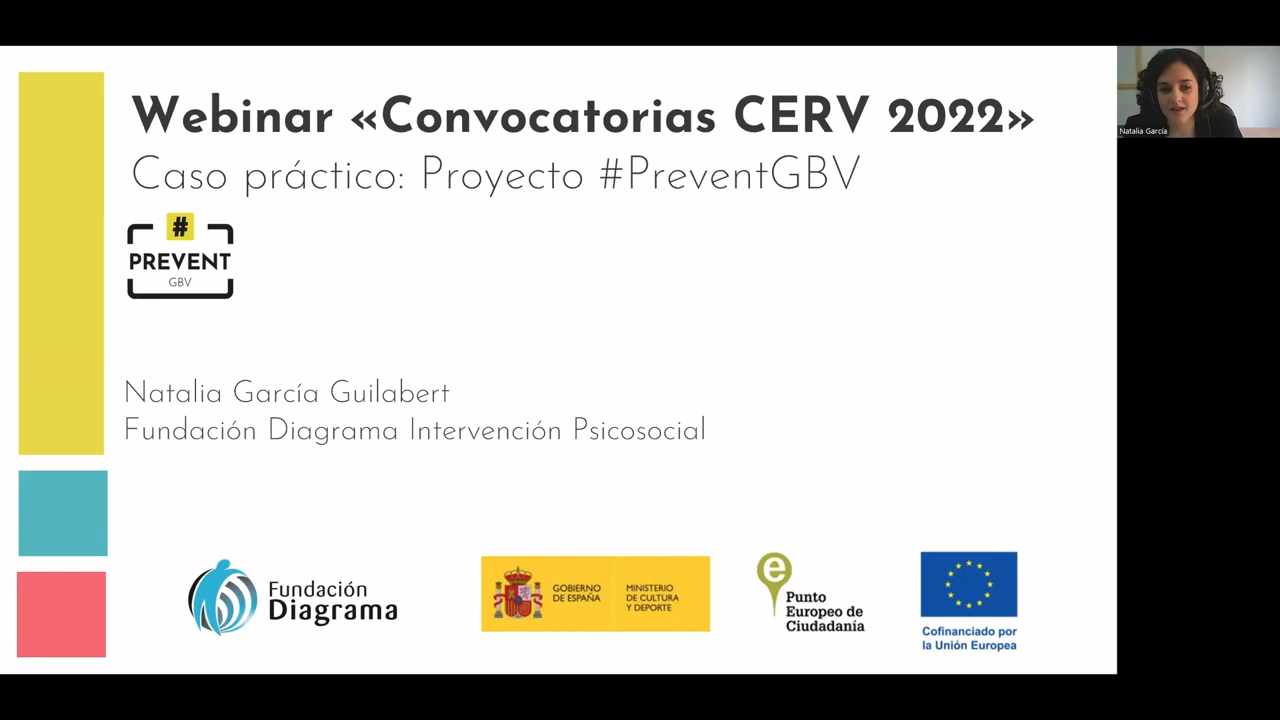 Webinar «Convocatorias CERV 2022»
Caso práctico: Proyecto #PreventGBV
#
PREVENT
GBV
Natalia García Guilabert
Fundación Diagrama Intervención Psicosocial
Fundación
Diagrama
GOBIERNO
DE ESPAÑA
MINISTERIO
DE CULTURA
Y DEPORTE
e
Punto
Europeo de
Ciudadanía
Cofinanciado por
la Unión Europea
Natalia García